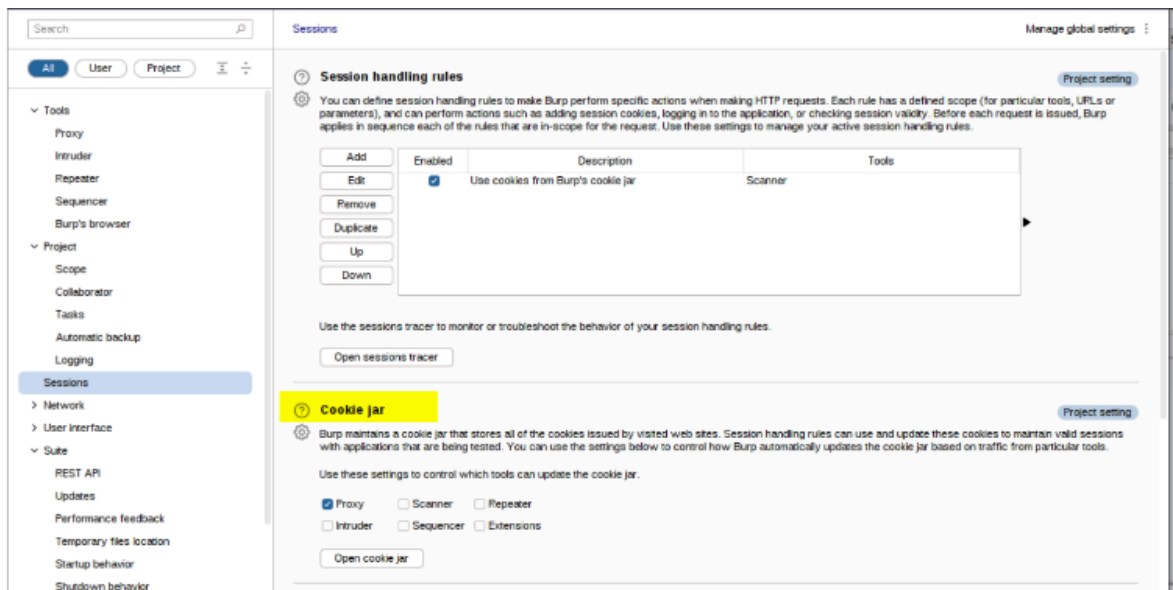 Search
Sessions
Manage global settings
All
User
Project
Session handling rules
Project setting
You can define session handling rules to make Burp perform specific actions when making HTTP requests. Each rule has a defined scope (for particular tools, URLs or
parameters), and can perform actions such as adding session cookies, logging in to the application, or checking session validity. Before each request is issued, Burp
applies in sequence each of the rules that are in-scope for the request. Use these settings to manage your active session handling rules.
Tools
Proxy
Intruder
Repeater
Sequencer
Burp's browser
Project
Scope
Collaborator
Tasks
Automatic backup
Logging
Sessions
Network
User interface
Suite
REST API
Updates
Performance feedback
Temporary files location
Startup behavior
Shutdown behavior
Add
Edit
Remove
Duplicate
Up
Down
Enabled
Description
Tools
Use cookies from Burp's cookie jar
Scanner
Use the sessions tracer to monitor or troubleshoot the behavior of your session handling rules.
Open sessions tracer
Cookie jar
Project setting
Burp maintains a cookie jar that stores all of the cookies issued by visited web sites. Session handling rules can use and update these cookies to maintain valid sessions
with applications that are being tested. You can use the settings below to control how Burp automatically updates the cookie jar based on traffic from particular tools.
Use these settings to control which tools can update the cookie jar.
Proxy
Scanner
Repeater
Intruder
Sequencer
Extensions
Open cookie jar